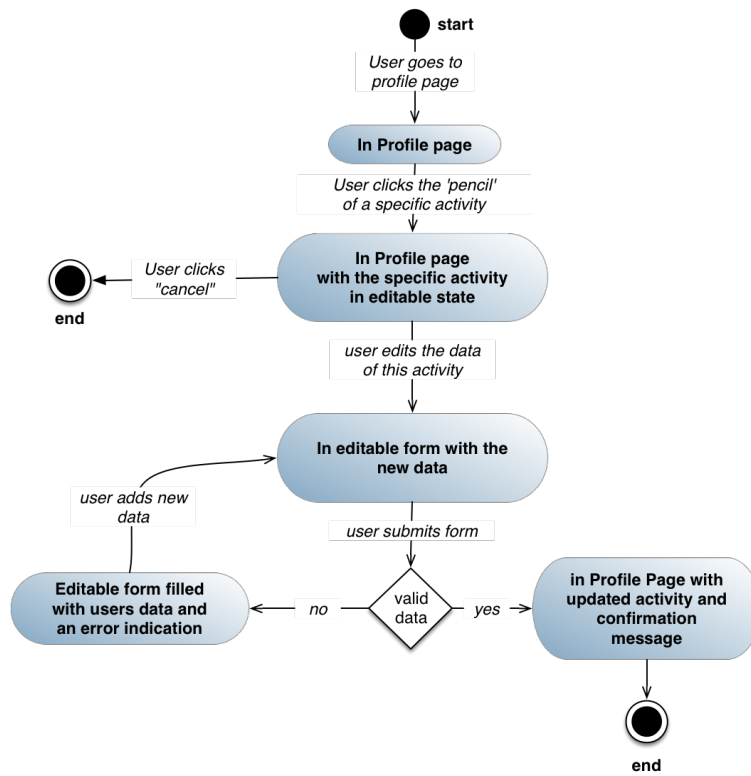 start
User goes to
profile page
In Profile page
User clicks the 'pencil'
of a specific activity
In Profile page
with the specific activity
in editable state
User clicks
"cancel"
end
user edits the data
of this activity
In editable form with the
new data
user adds new
data
user submits form
Editable form filled
with users data and
an error indication
no
valid
data
yes
in Profile Page with
updated activity and
confirmation
message
end